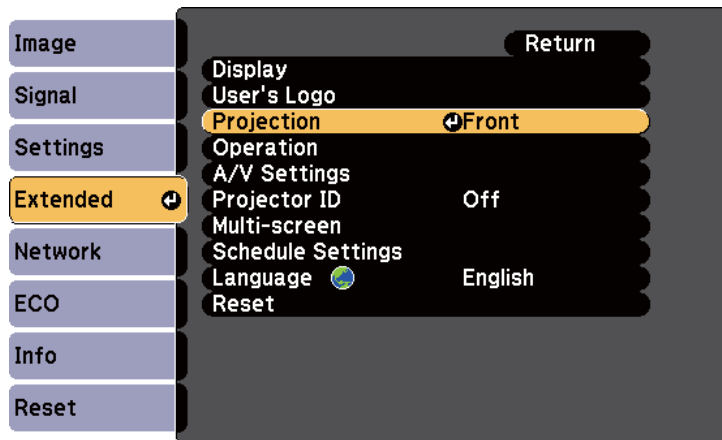 Image
Signal
Settings
Extended
Network
ECO
Info
Reset
Return
Display
User's Logo
Projection Front
Operation
A/V Settings
Projector ID Off
Multi-screen
Schedule Settings
Language English
Reset